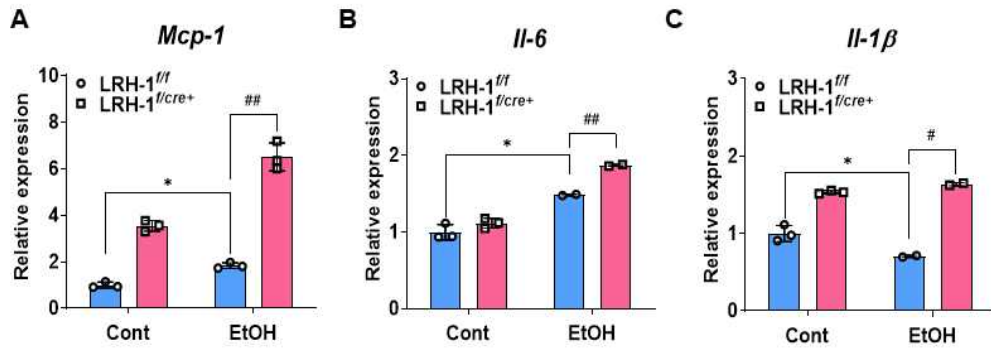 A
Mcp-1
Relative expression
10
8
6
4
2
0
LRH-1f/f
LRH-1f/cre+
*
##
Cont
EtOH
B
Il-6
Relative expression
3
2
1
0
LRH-1f/f
LRH-1f/cre+
*
##
Cont
EtOH
C
Il-1β
Relative expression
3
2
1
0
LRH-1f/f
LRH-1f/cre+
*
#
Cont
EtOH